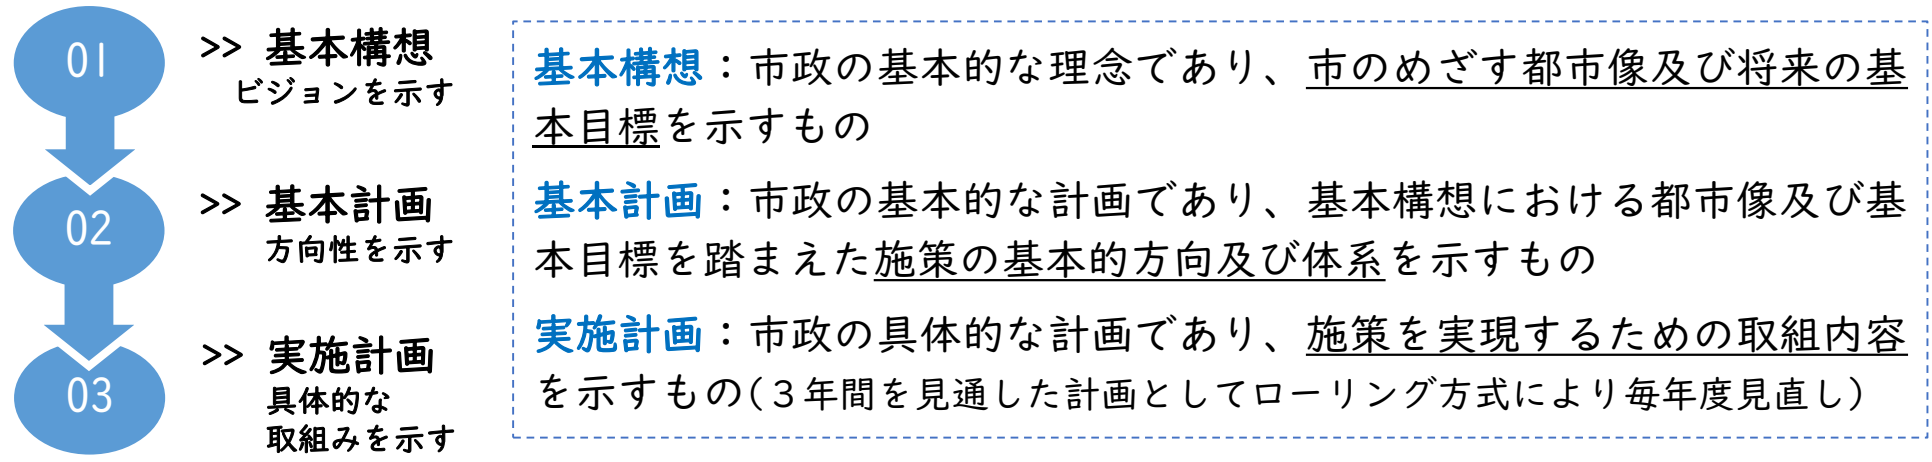 01
>> 基本構想
ビジョンを示す
02
>> 基本計画
方向性を示す
03
>> 実施計画
具体的な
取組みを示す
基本構想：市政の基本的な理念であり、市のめざす都市像及び将来の基
本目標を示すもの
基本計画：市政の基本的な計画であり、基本構想における都市像及び基
本目標を踏まえた施策の基本的方向及び体系を示すもの
実施計画：市政の具体的な計画であり、施策を実現するための取組内容
を示すもの(３年間を見通した計画としてローリング方式により毎年度見直し)